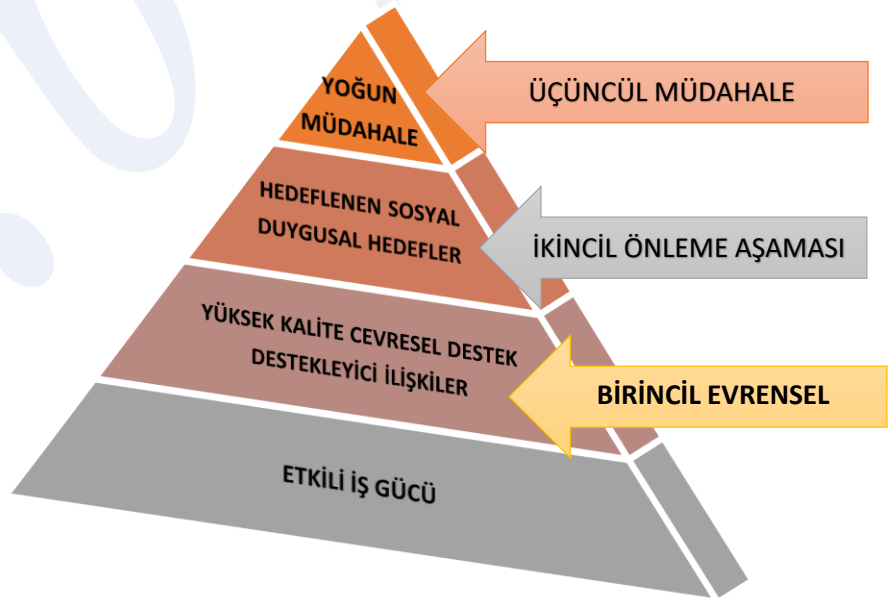 YOĞUN
MÜDAHALE
ÜÇÜNCÜL MÜDAHALE
HEDEFLENEN SOSYAL
DUYGUSAL HEDEFLER
İKİNCİL ÖNLEME AŞAMASI
YÜKSEK KALİTE CEVRESEL DESTEK
DESTEKLEYİCİ İLİŞKİLER
BİRİNCİL EVRENSEL
ETKİLİ İŞ GÜCÜ